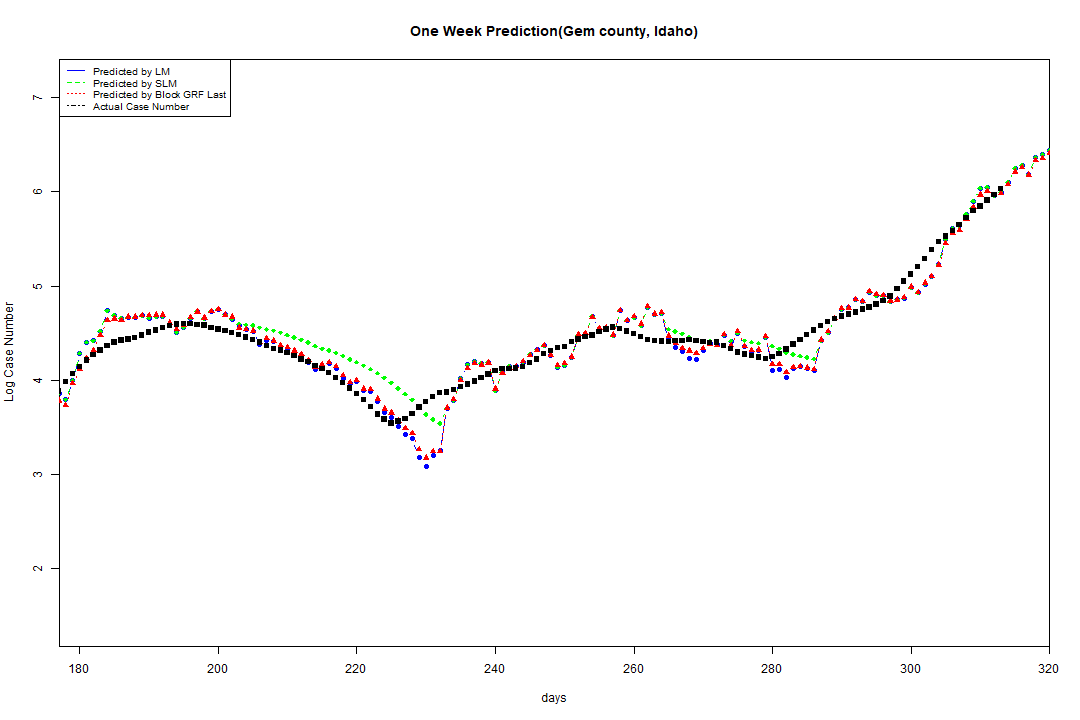 One Week Prediction(Gem county, Idaho)
Predicted by LM
Predicted by SLM
Predicted by Block GRF Last
Actual Case Number
Log Case Number
7
6
5
4
3
2
180 200 220 240 260 280 300 320
days